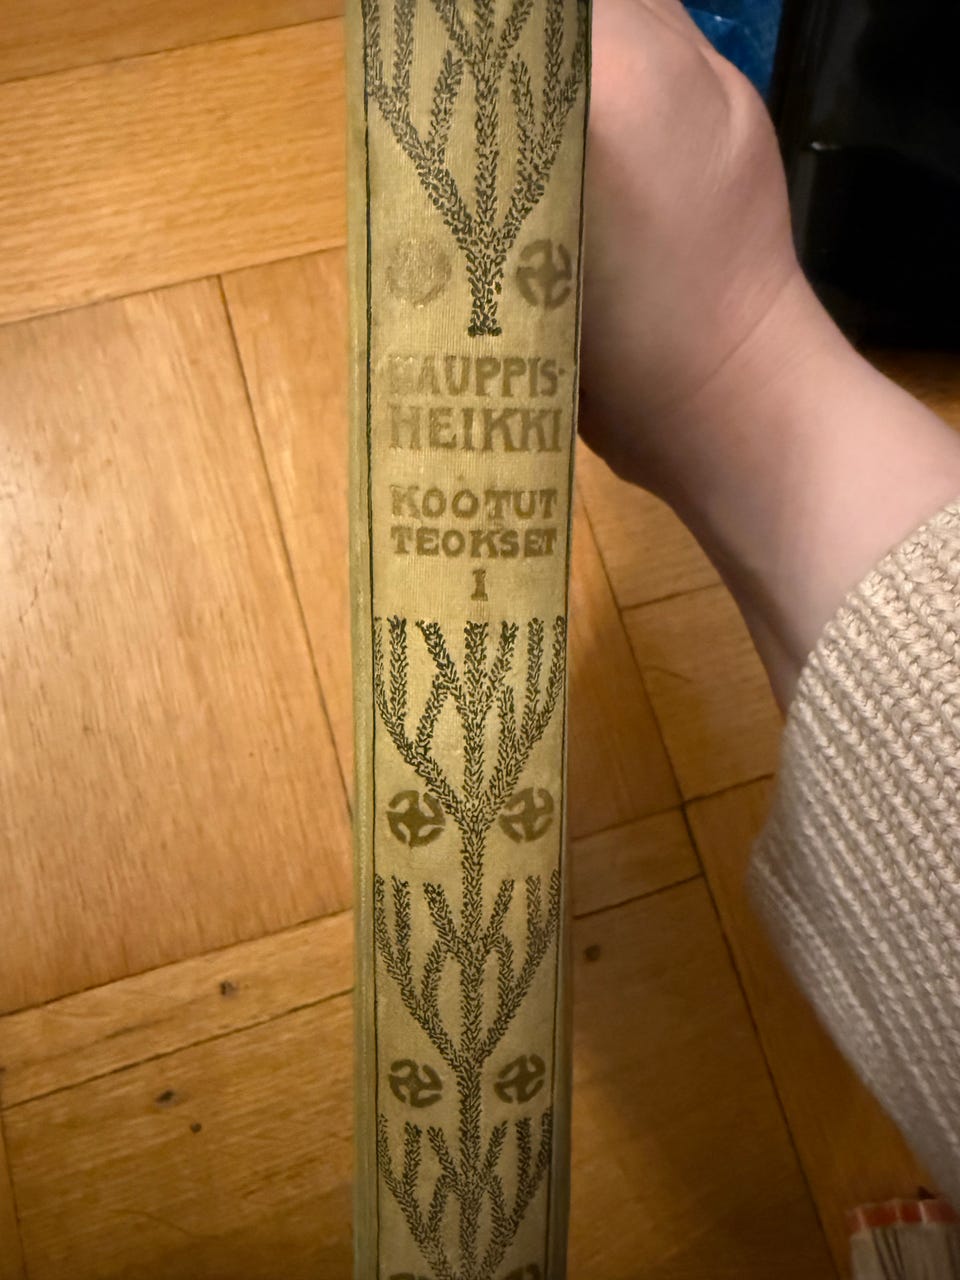 KAUPPIS-
HEIKKI
KOOTUT
TEOKSET
I